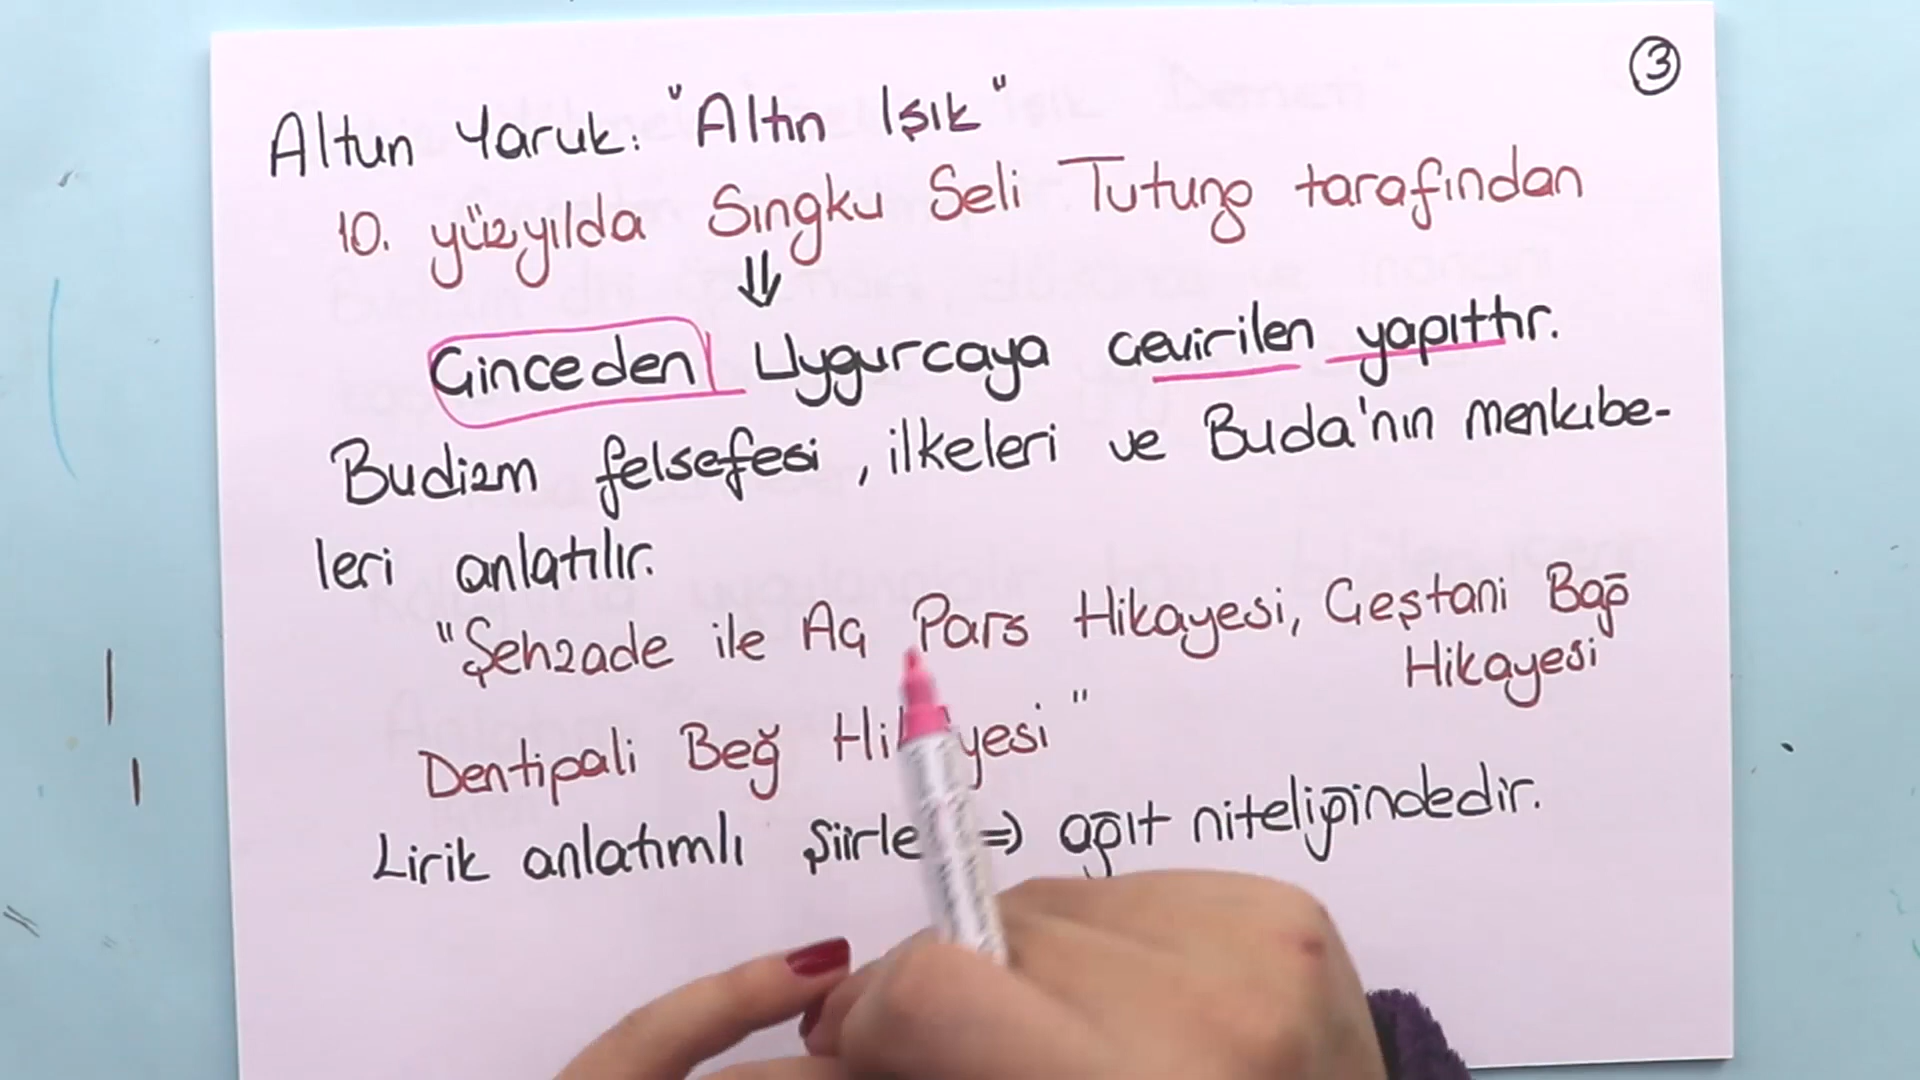 3
Altun Yaruk: "Altın Işık"
10. yüzyılda Sıngku Seli Tutung tarafından
⇓
Çinceden Uygurcaya çevirilen yapıttır.
Budizm felsefesi, ilkeleri ve Buda'nın menkıbe-
leri anlatılır.
"Şehzade ile Aç Pars Hikayesi, Çeştani Bağ
Hikayesi
Dentipali Beğ Hikayesi"
Lirik anlatımlı şiirle ⇒ ağıt niteliğindedir.